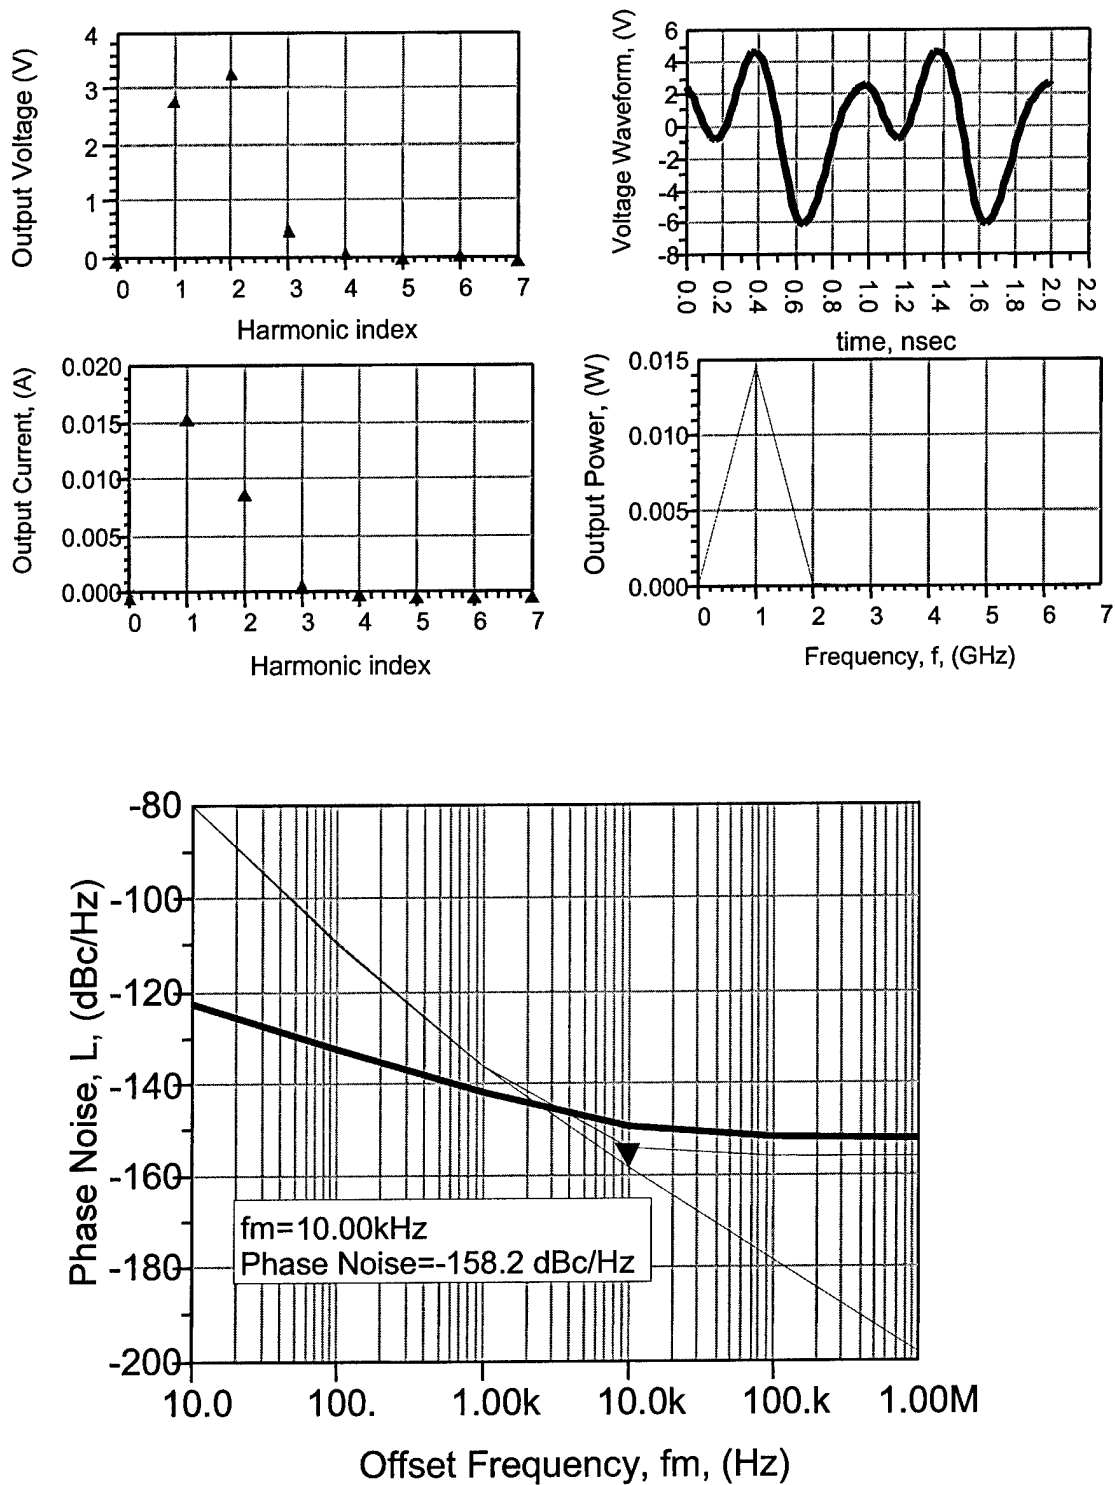 Output Voltage (V)
4
3
2
1
0
0 1 2 3 4 5 6 7
Harmonic index
Voltage Waveform, (V)
6
4
2
0
-2
-4
-6
-8
0.0 0.2 0.4 0.6 0.8 1.0 1.2 1.4 1.6 1.8 2.0 2.2
time, nsec
Output Current, (A)
0.020
0.015
0.010
0.005
0.000
0 1 2 3 4 5 6 7
Harmonic index
Output Power, (W)
0.015
0.010
0.005
0.000
0 1 2 3 4 5 6 7
Frequency, f, (GHz)
Phase Noise, L, (dBc/Hz)
-80
-100
-120
-140
-160
-180
-200
fm=10.00kHz
Phase Noise=-158.2 dBc/Hz
10.0 100. 1.00k 10.0k 100.k 1.00M
Offset Frequency, fm, (Hz)